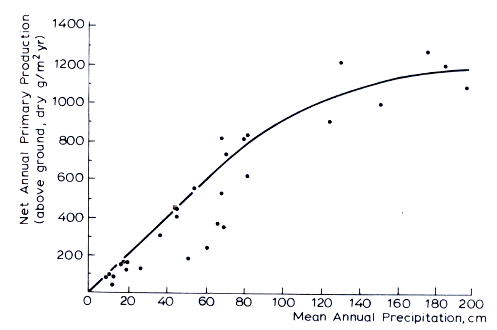 Net Annual Primary Production
(above ground, dry g/m² yr)
1400
1200
1000
800
600
400
200
0 20 40 60 80 100 120 140 160 180 200
Mean Annual Precipitation, cm